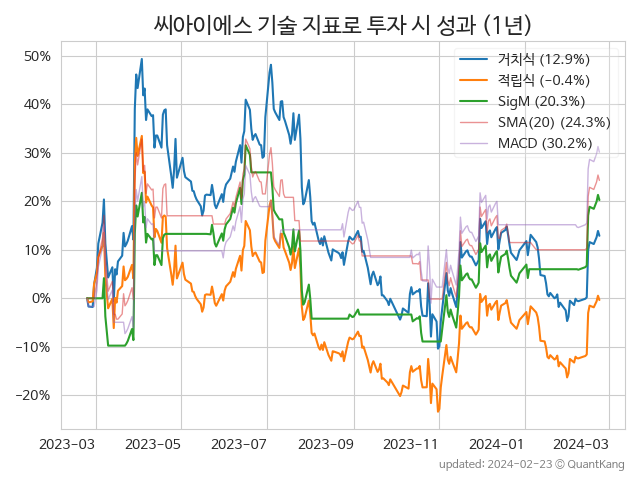 씨아이에스 기술 지표로 투자 시 성과 (1년)
거치식 (12.9%)
적립식 (−0.4%)
SigM (20.3%)
SMA(20) (24.3%)
MACD (30.2%)
50%
40%
30%
20%
10%
0%
−10%
−20%
2023−03 2023−05 2023−07 2023−09 2023−11 2024−01 2024−03
updated: 2024−02−23 ⓒ QuantKang